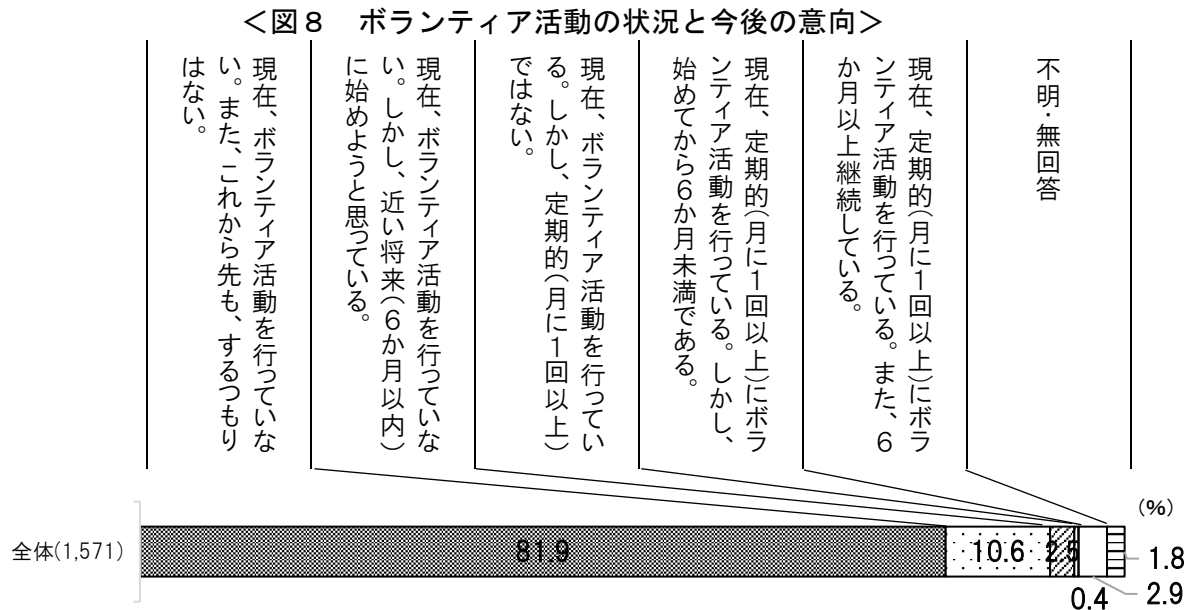 ＜図８　ボランティア活動の状況と今後の意向＞
現在、ボランティア活動を行っていな
い。また、これから先も、するつもり
はない。
現在、ボランティア活動を行っていな
い。しかし、近い将来(６か月以内)
に始めようと思っている。
現在、ボランティア活動を行ってい
る。しかし、定期的(月に１回以上)
ではない。
現在、定期的(月に１回以上)にボラ
ンティア活動を行っている。しかし、
始めてから６か月未満である。
現在、定期的(月に１回以上)にボラ
ンティア活動を行っている。また、６
か月以上継続している。
不明・無回答
(%)
全体(1,571)
81.9
10.6
2.5
0.4
2.9
1.8